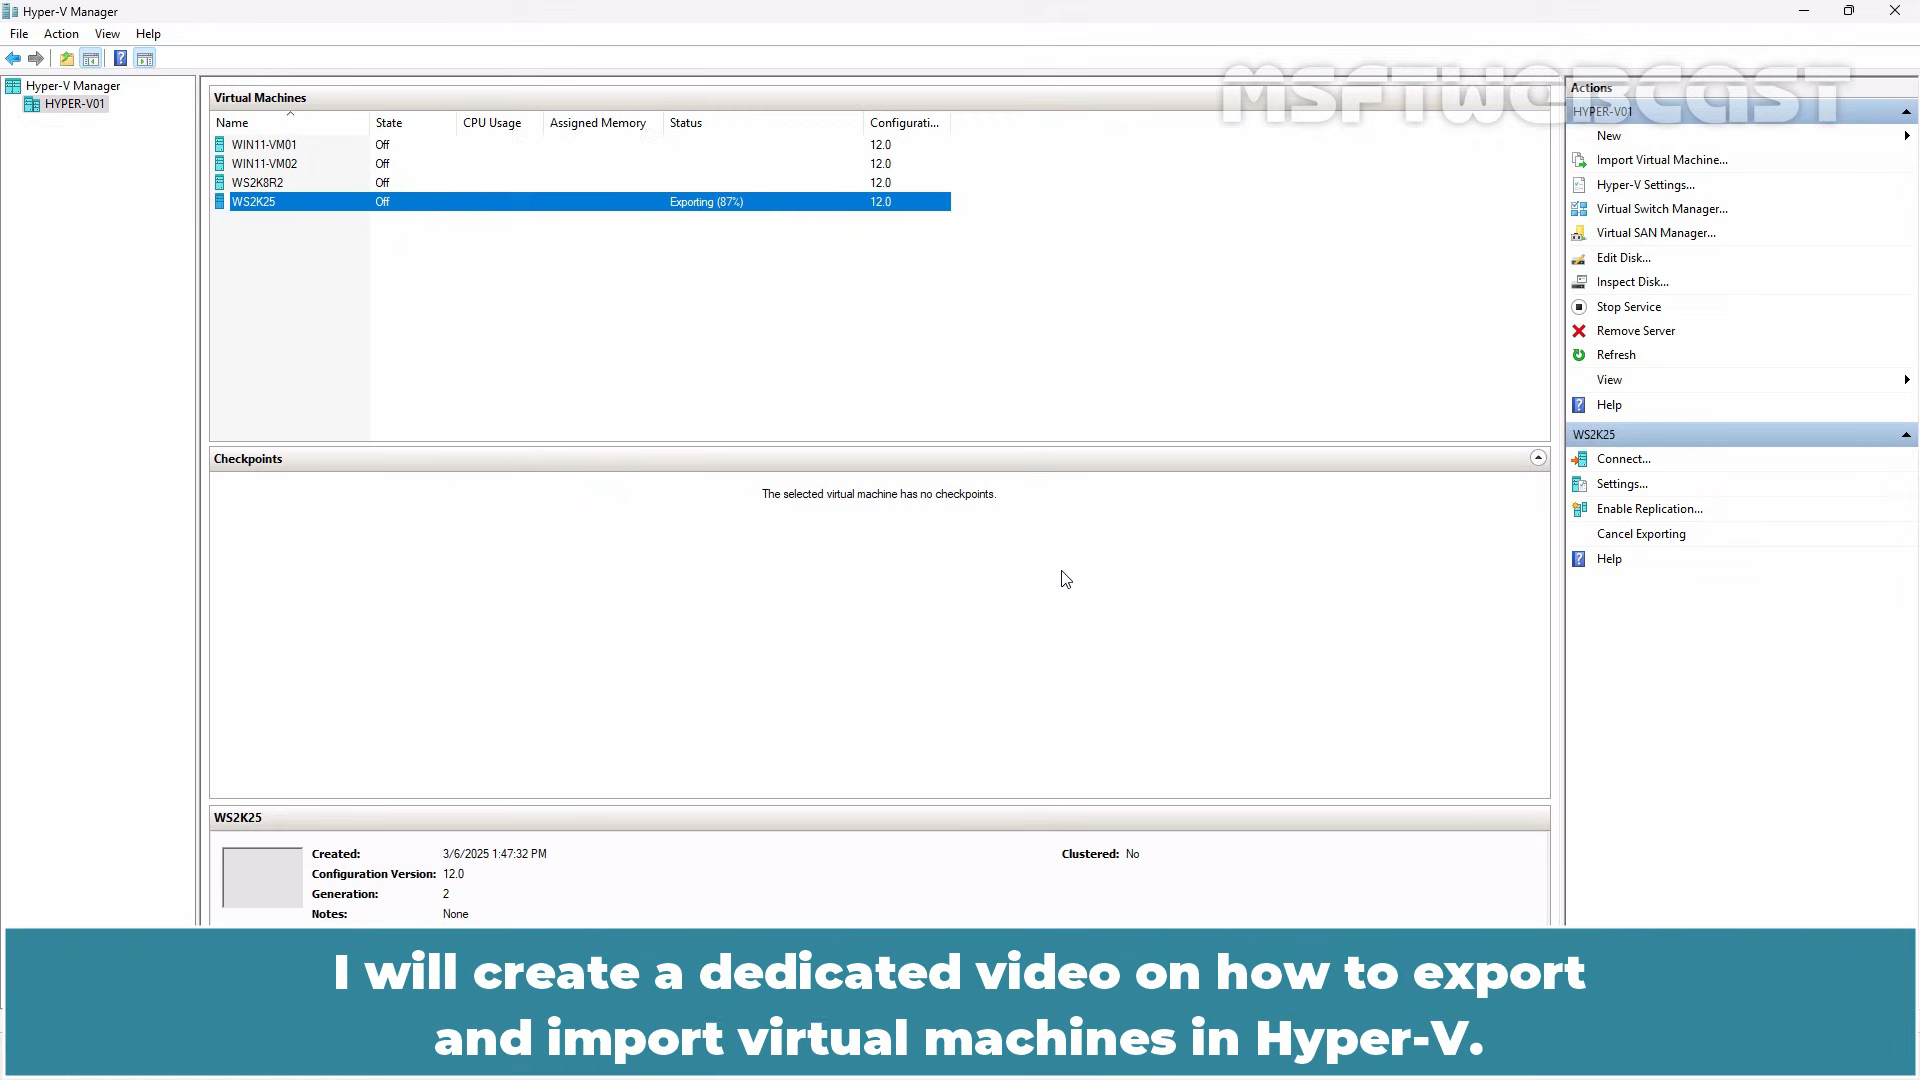 Hyper-V Manager
File Action View Help
Hyper-V Manager
HYPER-V01
Virtual Machines
Name State CPU Usage Assigned Memory Status Configurati...
WIN11-VM01 Off 12.0
WIN11-VM02 Off 12.0
WS2K8R2 Off 12.0
WS2K25 Off Exporting (87%) 12.0
Checkpoints
The selected virtual machine has no checkpoints.
WS2K25
Created: 3/6/2025 1:47:32 PM Clustered: No
Configuration Version: 12.0
Generation: 2
Notes: None
MSFTWEBCAST
Actions
HYPER-V01
New
Import Virtual Machine...
Hyper-V Settings...
Virtual Switch Manager...
Virtual SAN Manager...
Edit Disk...
Inspect Disk...
Stop Service
Remove Server
Refresh
View
Help
WS2K25
Connect...
Settings...
Enable Replication...
Cancel Exporting
Help
I will create a dedicated video on how to export
and import virtual machines in Hyper-V.